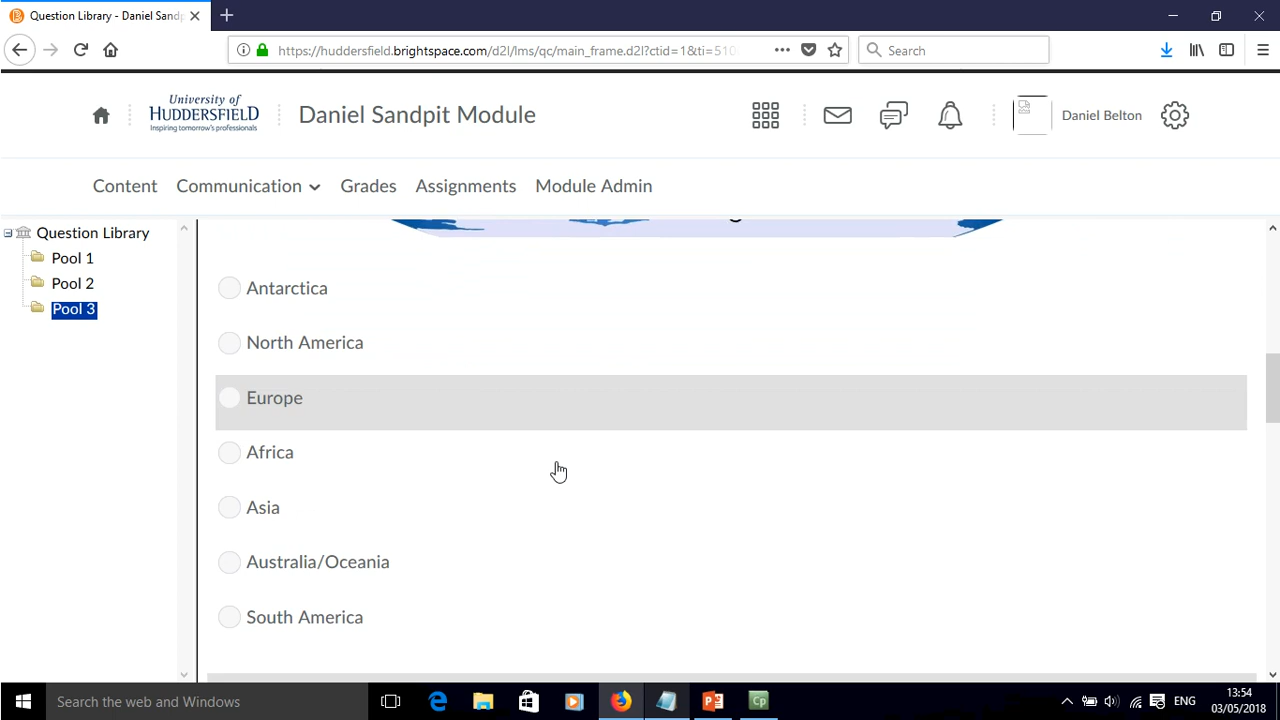 Question Library - Daniel Sandp
https://huddersfield.brightspace.com/d2l/lms/qc/main_frame.d2l?ctid=1&ti=510
Search
University of
HUDDERSFIELD
Inspiring tomorrow's professionals
Daniel Sandpit Module
Daniel Belton
Content
Communication
Grades
Assignments
Module Admin
Question Library
Pool 1
Pool 2
Pool 3
Antarctica
North America
Europe
Africa
Asia
Australia/Oceania
South America
Search the web and Windows
Cp
ENG
13:54
03/05/2018